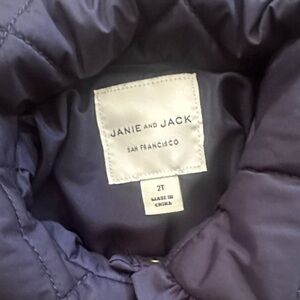 JANIE AND JACK
SAN FRANCISCO
2T
MADE IN
CHINA